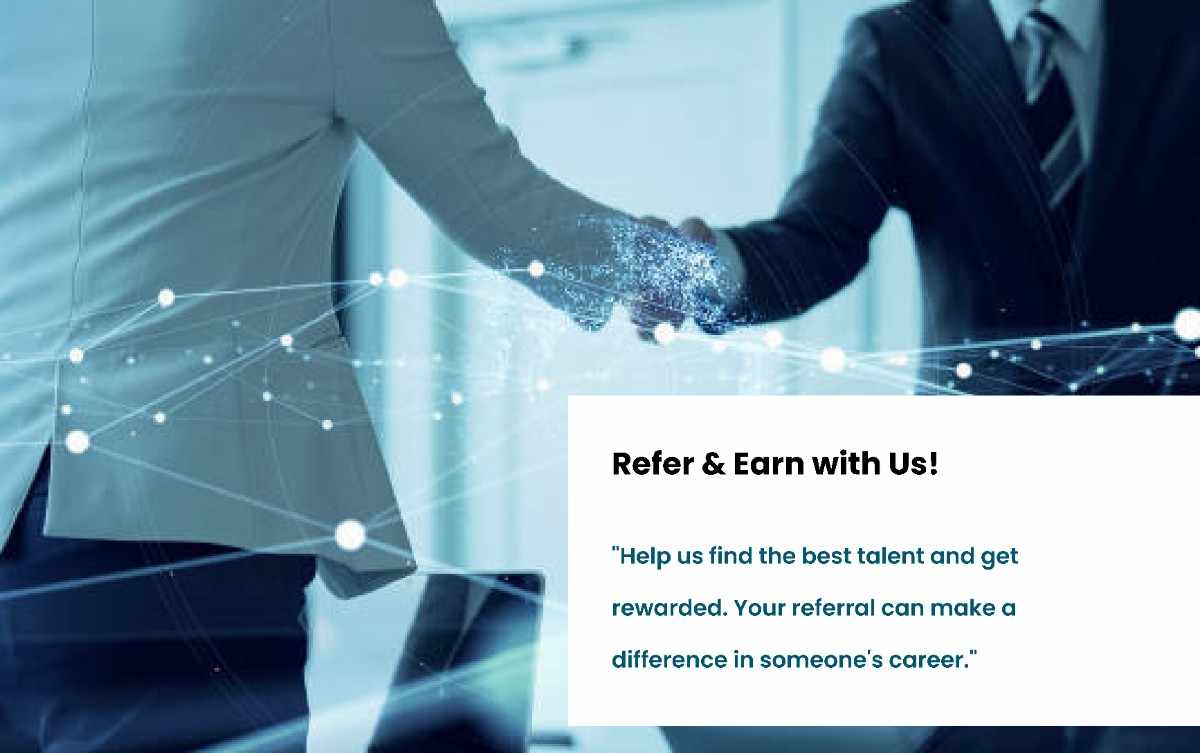 Refer & Earn with Us!
"Help us find the best talent and get
rewarded. Your referral can make a
difference in someone's career."